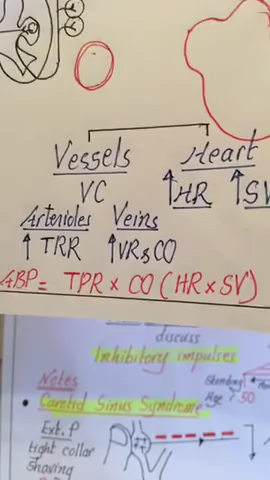 Vessels Heart
VC ↑HR ↑SV
Arterioles Veins
↑ TRR ↑VR&CO
ABP = TPR × CO (HR × SV)
discuss
Inhibitory impulses
Notes Standing
• Carotid Sinus Syndrome Age > 50
Ext. P
tight collar
shaving